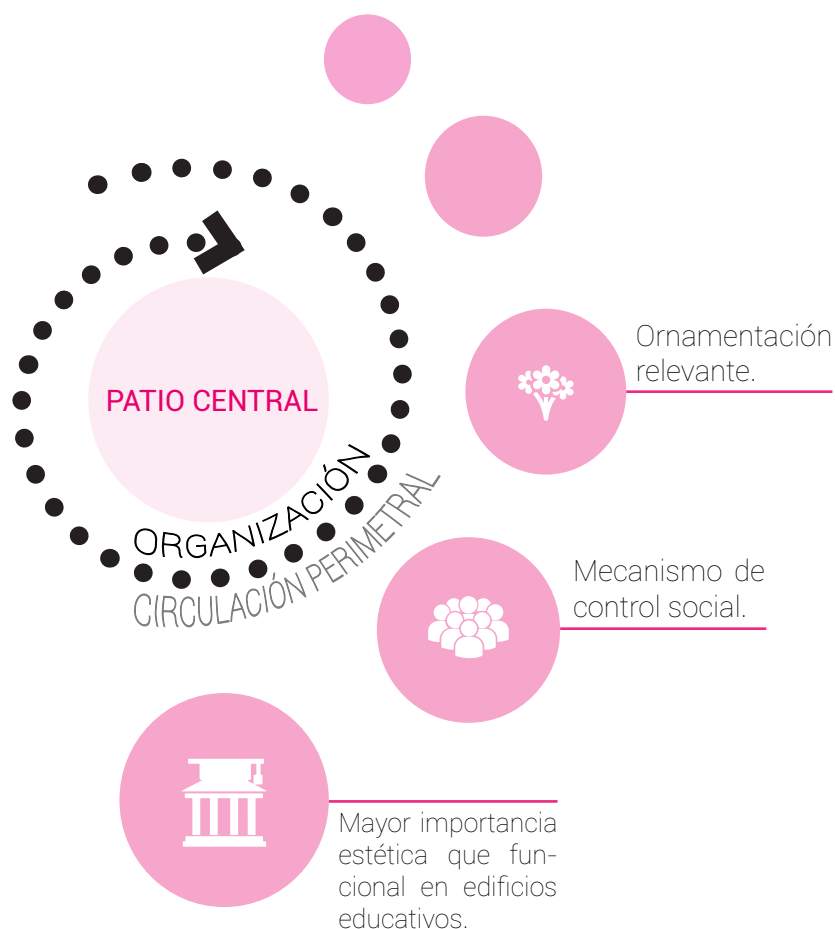 Ornamentación
relevante.
PATIO CENTRAL
ORGANIZACIÓN
CIRCULACIÓN PERIMETRAL
Mecanismo de
control social.
Mayor importancia
estética que fun-
cional en edificios
educativos.